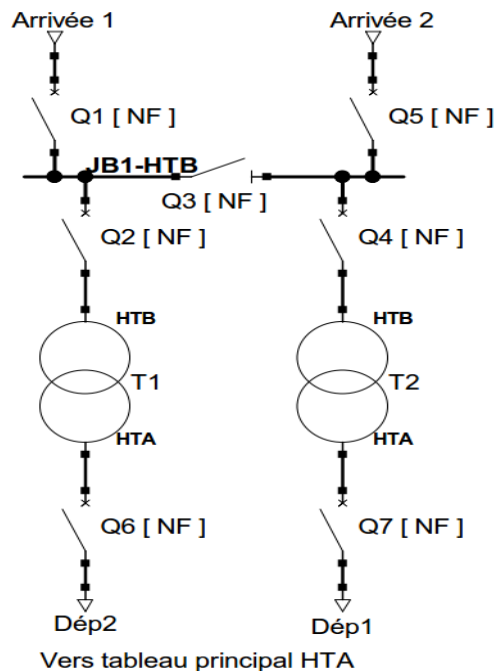 Arrivée 1
Arrivée 2
Q1 [ NF ]
Q5 [ NF ]
JB1-HTB
Q3 [ NF ]
Q2 [ NF ]
Q4 [ NF ]
HTB
HTB
T1
T2
HTA
HTA
Q6 [ NF ]
Q7 [ NF ]
Dép2
Dép1
Vers tableau principal HTA